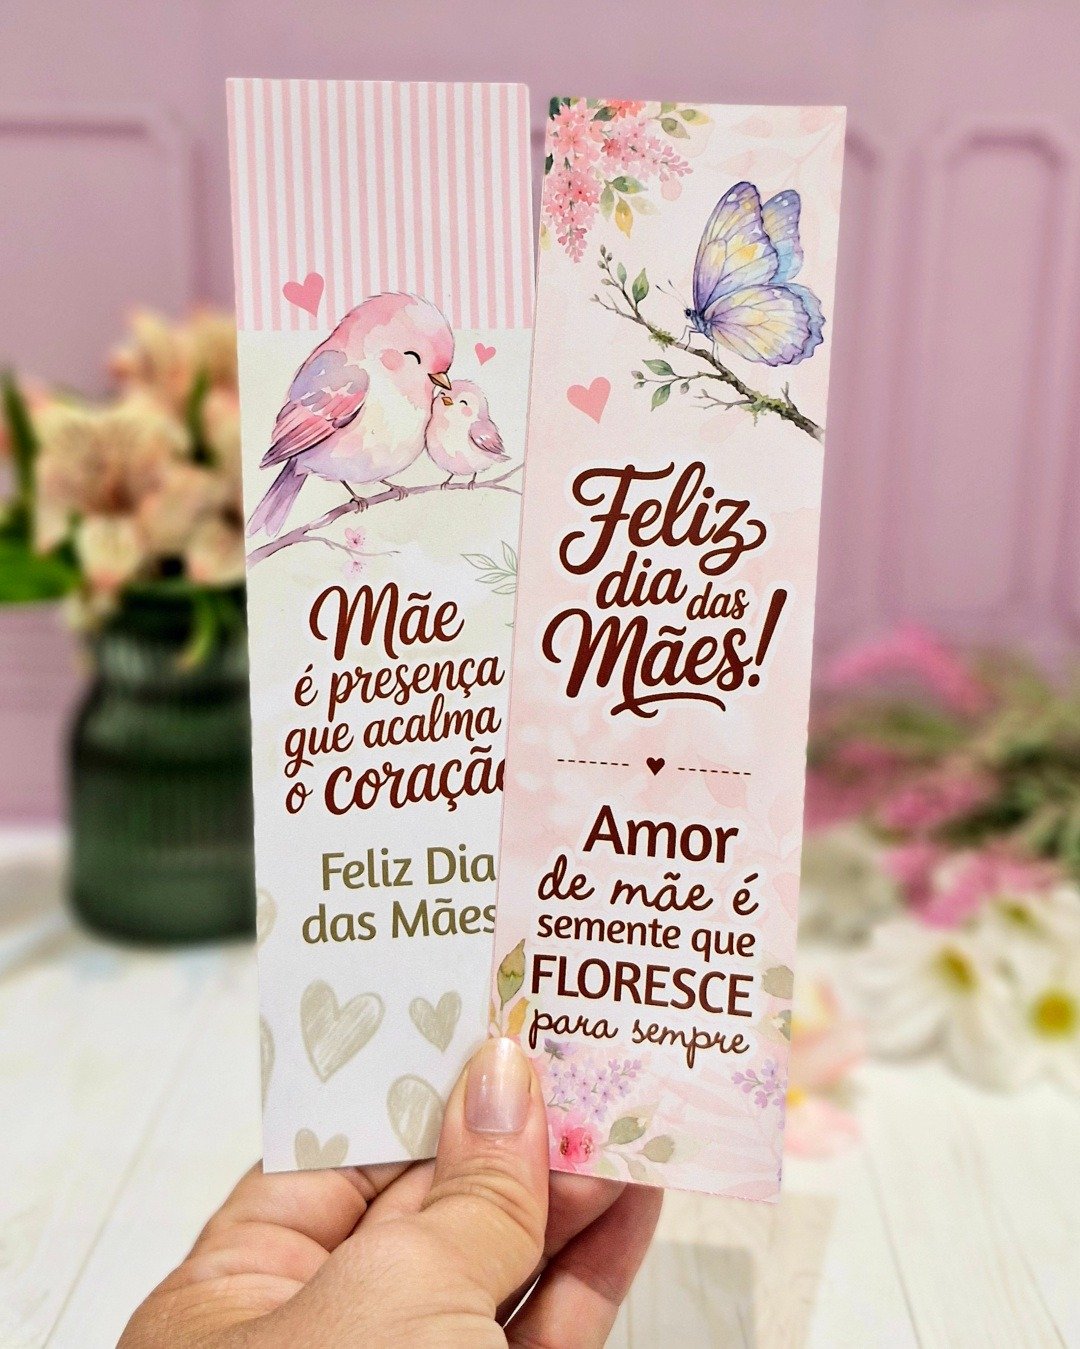 Mãe
é presença
que acalma
o coração
Feliz Dia
das Mães
Feliz
dia das
Mães!
Amor
de mãe é
semente que
FLORESCE
para sempre